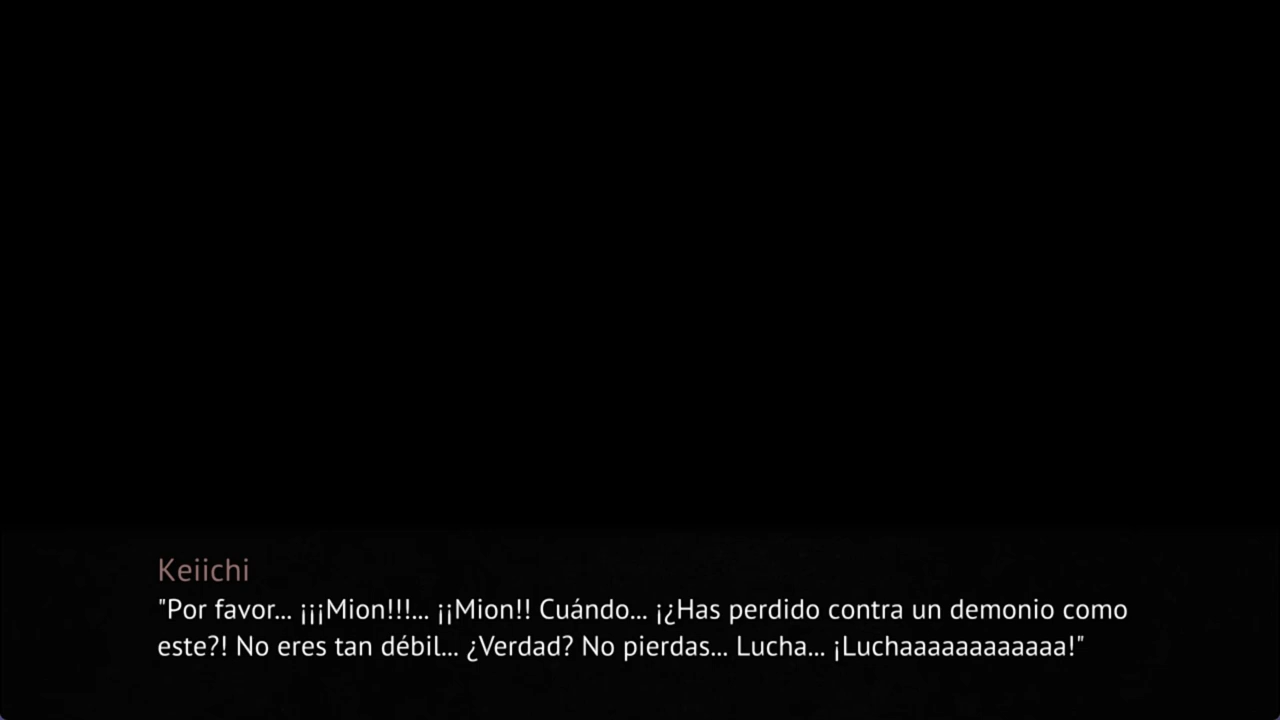 Keiichi
"Por favor... ¡¡¡Mion!!!... ¡¡Mion!! Cuándo... ¡¿Has perdido contra un demonio como
este?! No eres tan débil... ¿Verdad? No pierdas... Lucha... ¡Luchaaaaaaaaaaaa!"